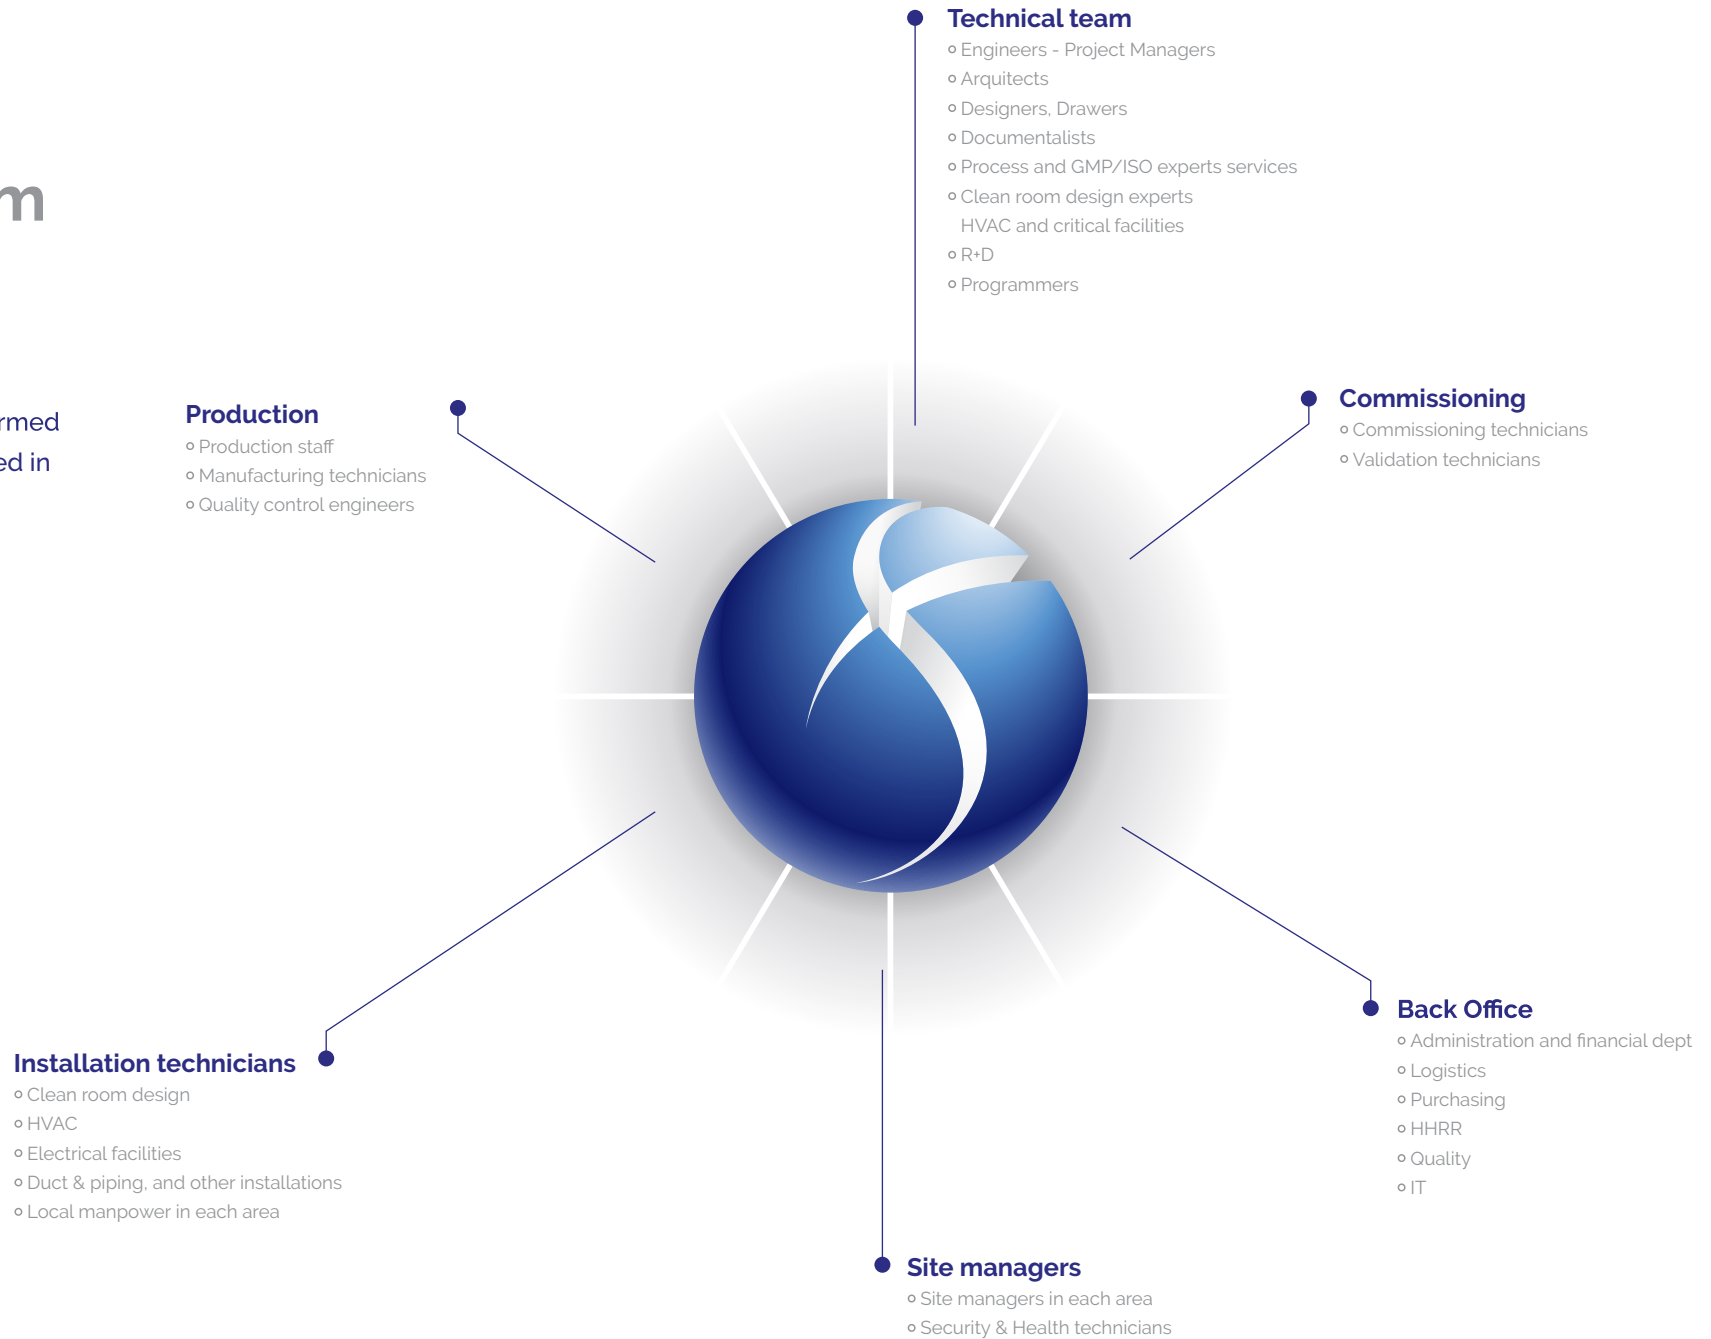 Technical team
Engineers - Project Managers
Arquitects
Designers, Drawers
Documentalists
Process and GMP/ISO experts services
Clean room design experts
HVAC and critical facilities
R+D
Programmers
Production
Production staff
Manufacturing technicians
Quality control engineers
Commissioning
Commissioning technicians
Validation technicians
Installation technicians
Clean room design
HVAC
Electrical facilities
Duct & piping, and other installations
Local manpower in each area
Back Office
Administration and financial dept
Logistics
Purchasing
HHRR
Quality
IT
Site managers
Site managers in each area
Security & Health technicians
in